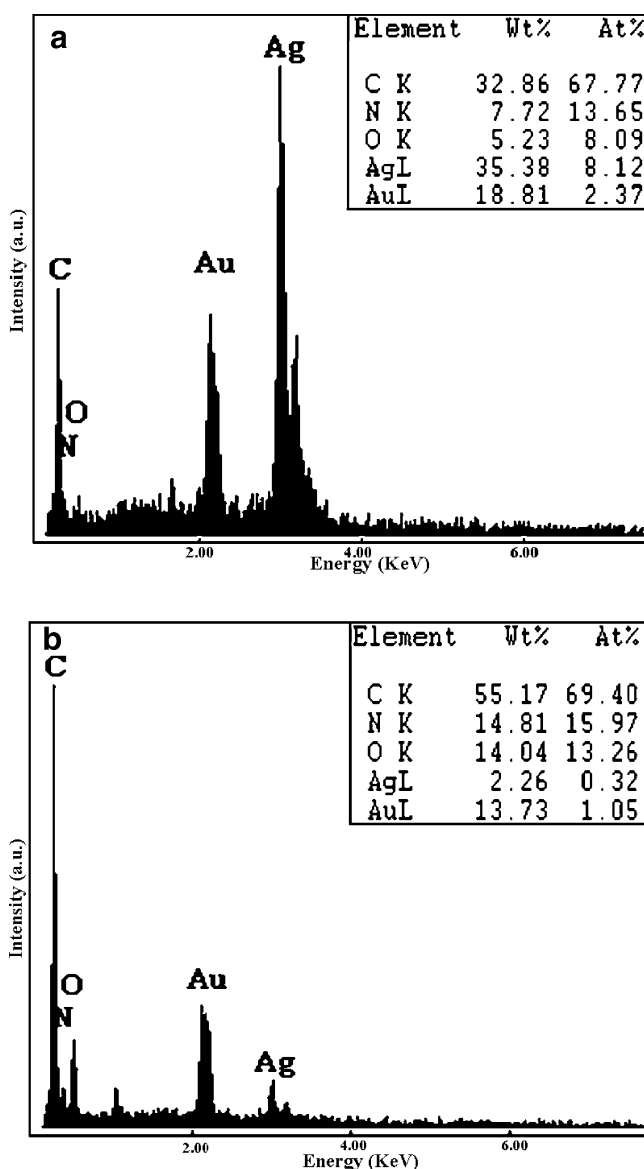 a
Element Wt% At%
C K 32.86 67.77
N K 7.72 13.65
O K 5.23 8.09
AgL 35.38 8.12
AuL 18.81 2.37
Ag
Au
C
O
N
Intensity (a.u.)
2.00 4.00 6.00
Energy (KeV)
b
Element Wt% At%
C K 55.17 69.40
N K 14.81 15.97
O K 14.04 13.26
AgL 2.26 0.32
AuL 13.73 1.05
C
O
N
Au
Ag
Intensity (a.u.)
2.00 4.00 6.00
Energy (KeV)